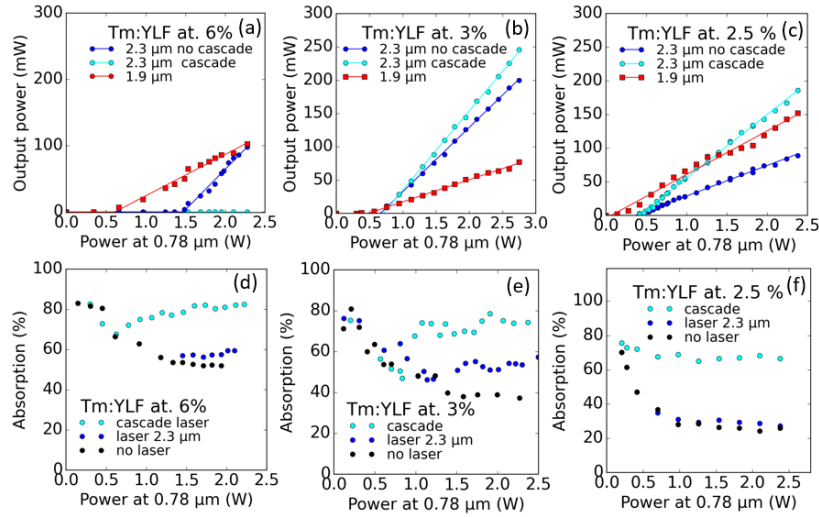 (a)
Tm:YLF at. 6%
2.3 μm no cascade
2.3 μm cascade
1.9 μm
Output power (mW)
300
200
100
0
0.0 0.5 1.0 1.5 2.0 2.5
Power at 0.78 μm (W)
(b)
Tm:YLF at. 3%
2.3 μm no cascade
2.3 μm cascade
1.9 μm
Output power (mW)
300
250
200
150
100
50
0
0.0 0.5 1.0 1.5 2.0 2.5 3.0
Power at 0.78 μm (W)
(c)
Tm:YLF at. 2.5 %
2.3 μm no cascade
2.3 μm cascade
1.9 μm
Output power (mW)
300
250
200
150
100
50
0
0.0 0.5 1.0 1.5 2.0 2.5
Power at 0.78 μm (W)
(d)
Absorption (%)
100
80
60
40
20
0
Tm:YLF at. 6%
cascade laser
laser 2.3 μm
no laser
0.0 0.5 1.0 1.5 2.0 2.5
Power at 0.78 μm (W)
(e)
Absorption (%)
100
80
60
40
20
0
Tm:YLF at. 3%
cascade
laser 2.3 μm
no laser
0.0 0.5 1.0 1.5 2.0 2.5
Power at 0.78 μm (W)
(f)
Tm:YLF at. 2.5 %
cascade
laser 2.3 μm
no laser
Absorption (%)
100
80
60
40
20
0
0.0 0.5 1.0 1.5 2.0 2.5
Power at 0.78 μm (W)